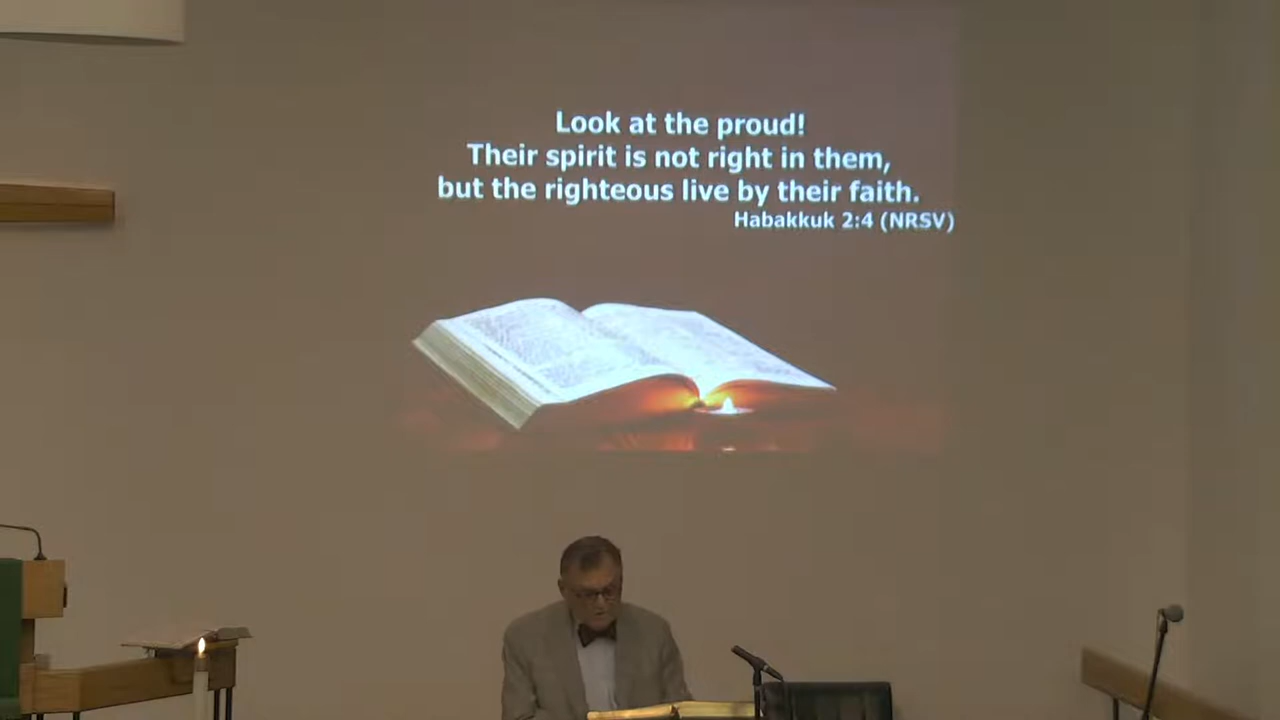 Look at the proud!
Their spirit is not right in them,
but the righteous live by their faith.
Habakkuk 2:4 (NRSV)